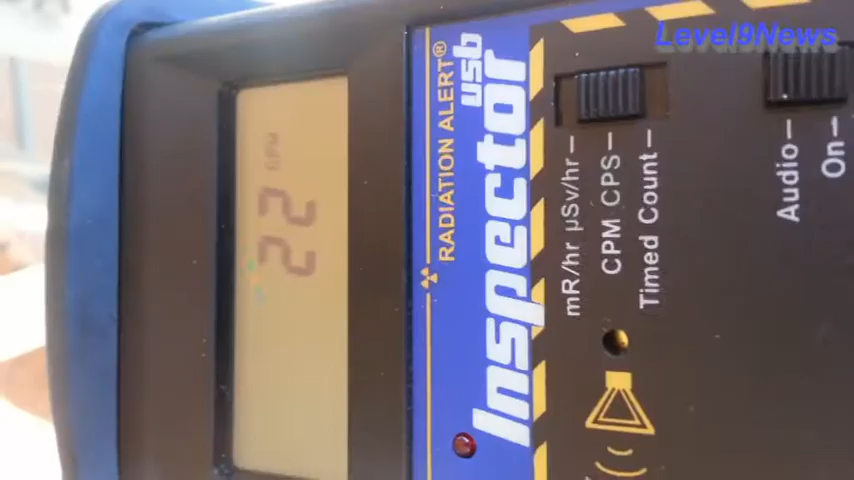 Level9News
22 CPM
RADIATION ALERT®
Inspector usb
mR/hr µSv/hr
CPM CPS
Timed Count
Audio
On